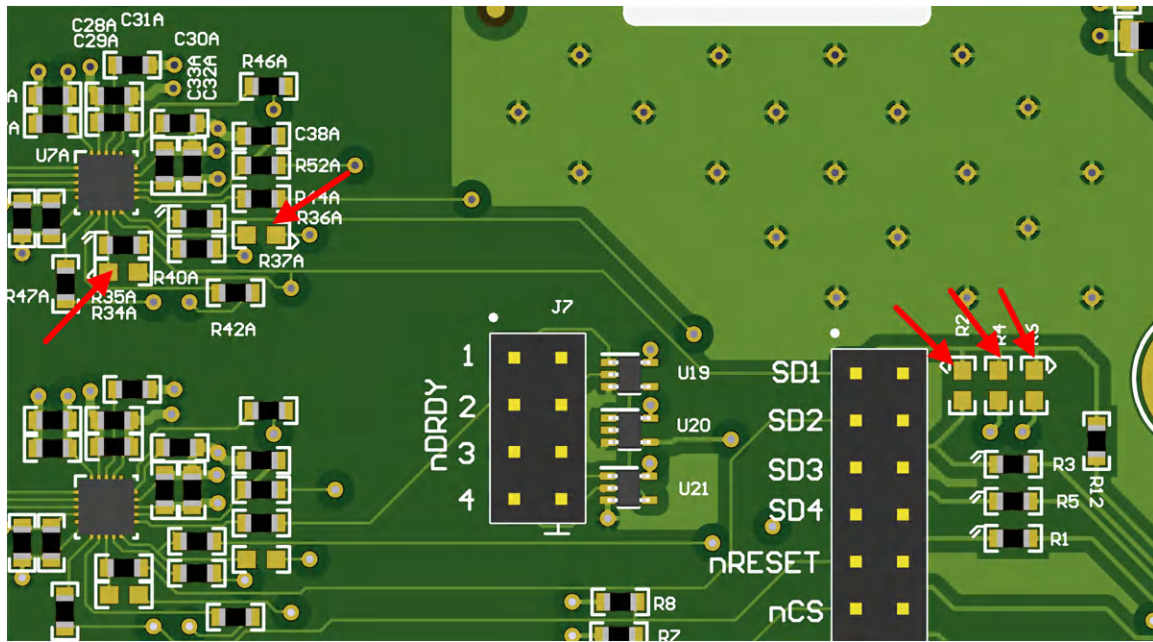 C28A
C31A
C29A
C30A
C33A
C32A
R46A
C38A
U7A
R52A
R44A
R36A
R37A
R40A
R47A
R35A
R34A
R42A
J7
1
2
3
4
nDRDY
U19
U20
U21
SD1
SD2
SD3
SD4
nRESET
nCS
R2
R4
R3
R5
R1
R12
R8
R7